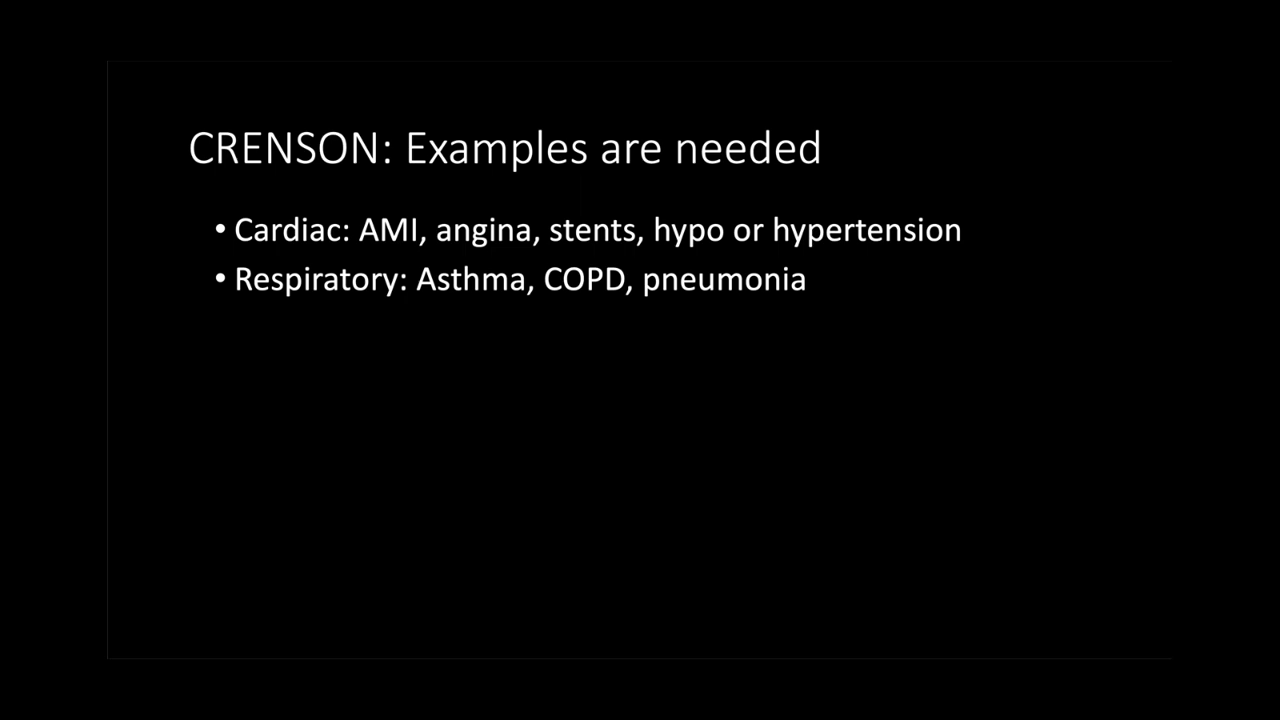 CRENSON: Examples are needed
• Cardiac: AMI, angina, stents, hypo or hypertension
• Respiratory: Asthma, COPD, pneumonia